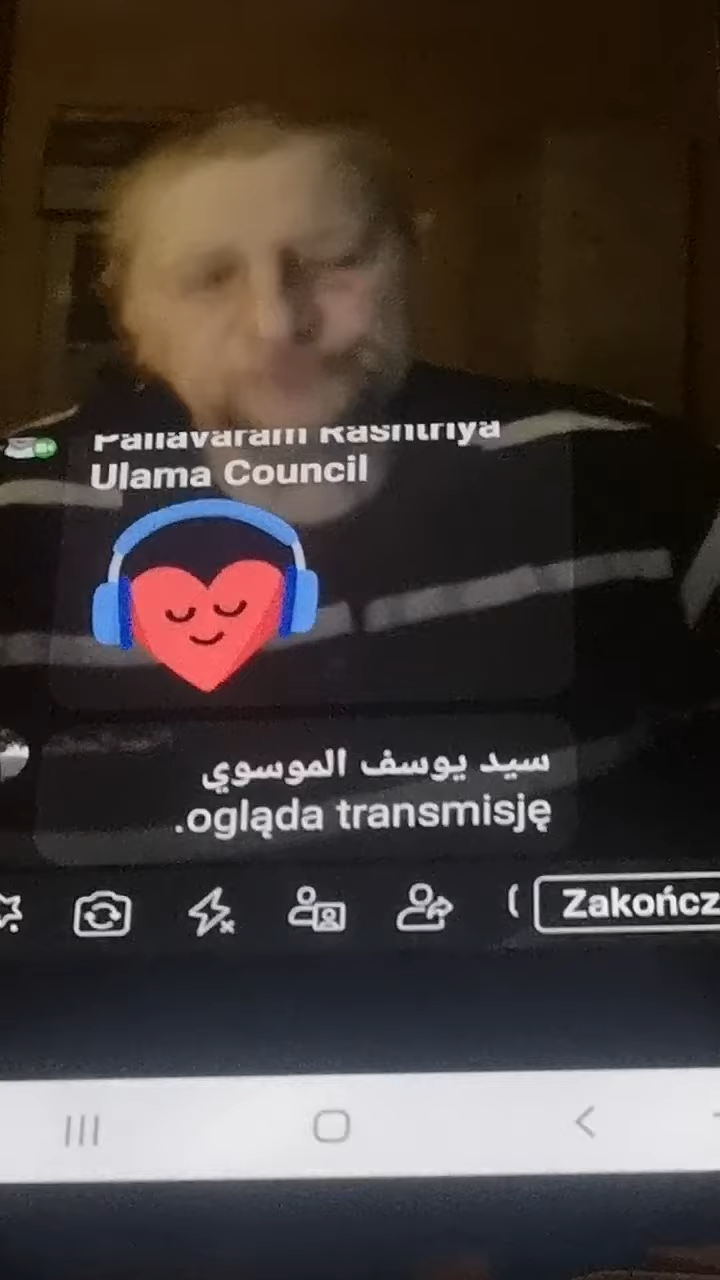 Pallavaram Rashtriya
Ulama Council
سيد يوسف الموسوي
ogląda transmisję.
Zakończ